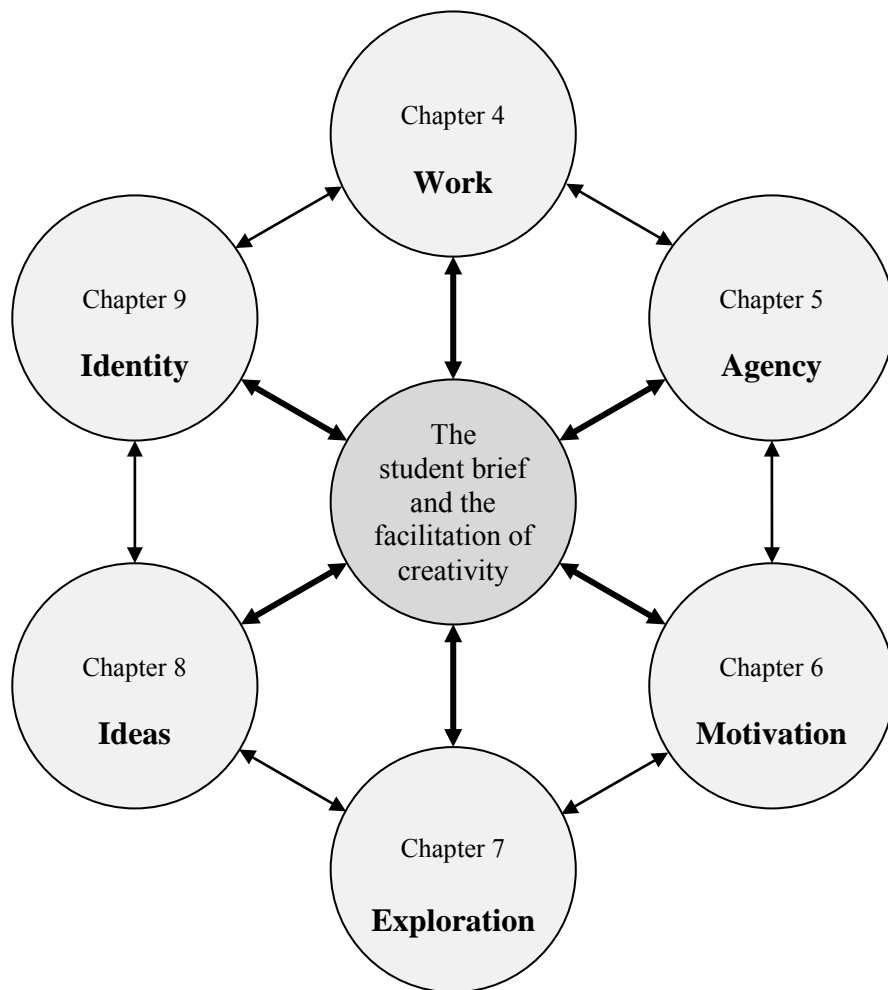 Chapter 4
Work
Chapter 9
Identity
Chapter 5
Agency
The
student brief
and the
facilitation of
creativity
Chapter 8
Ideas
Chapter 6
Motivation
Chapter 7
Exploration